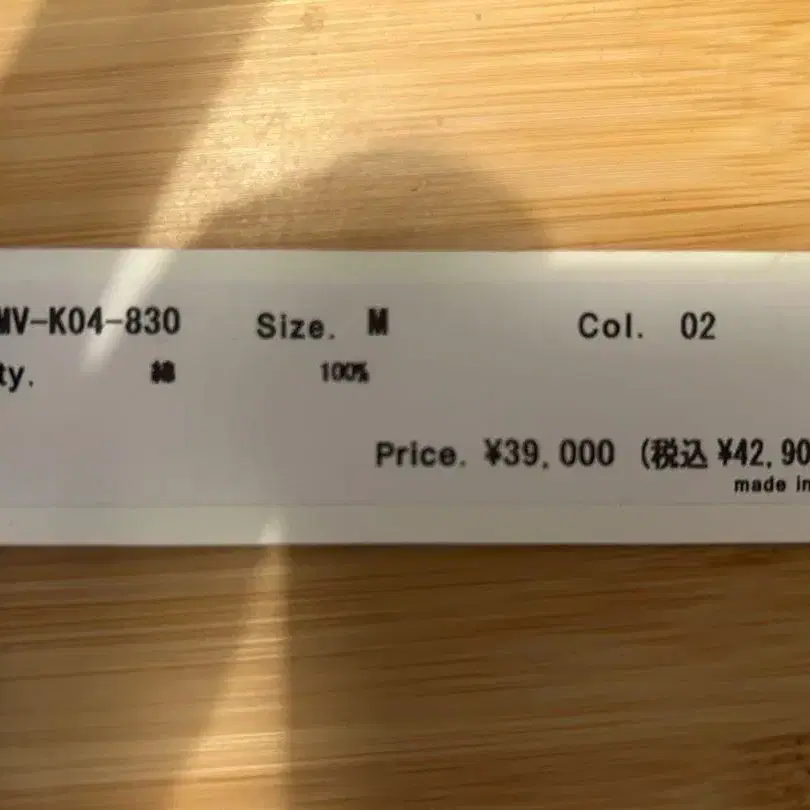 MV-K04-830 Size. M Col. 02
ty. 綿 100%
Price. ¥39,000 (税込 ¥42,90
made in